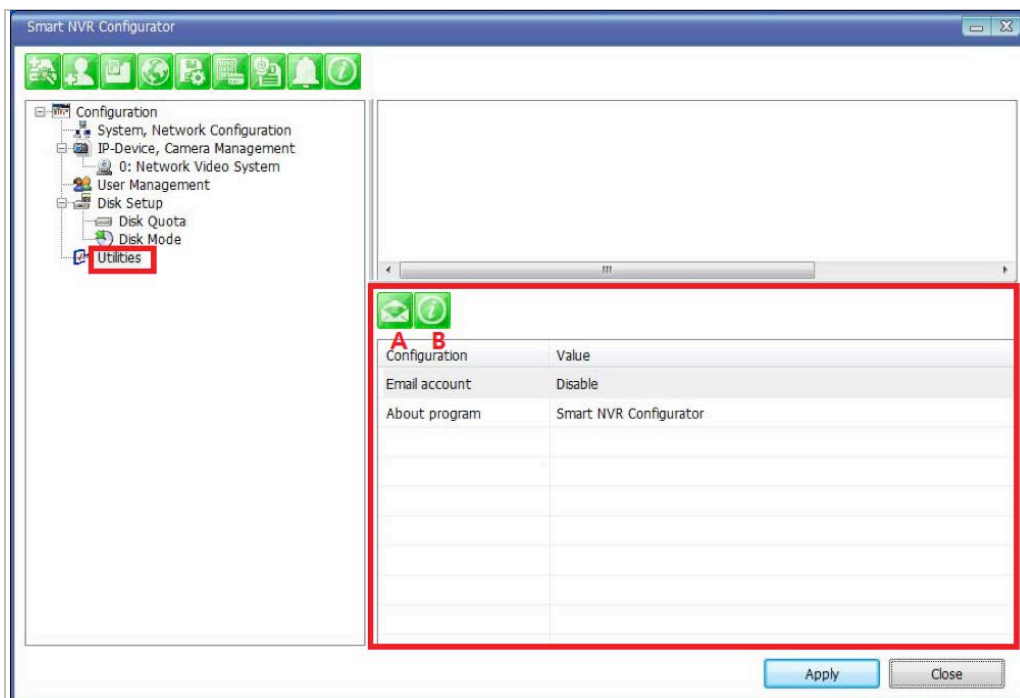 Smart NVR Configurator
Configuration
System, Network Configuration
IP-Device, Camera Management
0: Network Video System
User Management
Disk Setup
Disk Quota
Disk Mode
Utilities
A B
Configuration Value
Email account Disable
About program Smart NVR Configurator
Apply Close